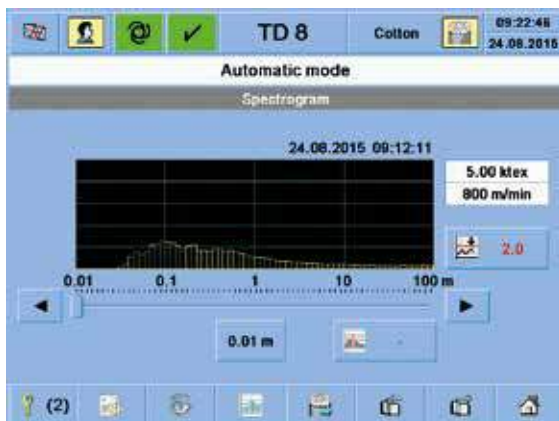 TD 8 Cotton 09:22:46
24.08.2015
Automatic mode
Spectrogram
24.08.2015 09:12:11
5.00 ktex
800 m/min
2.0
0.01 0.1 1 10 100 m
0.01 m
-
(2)